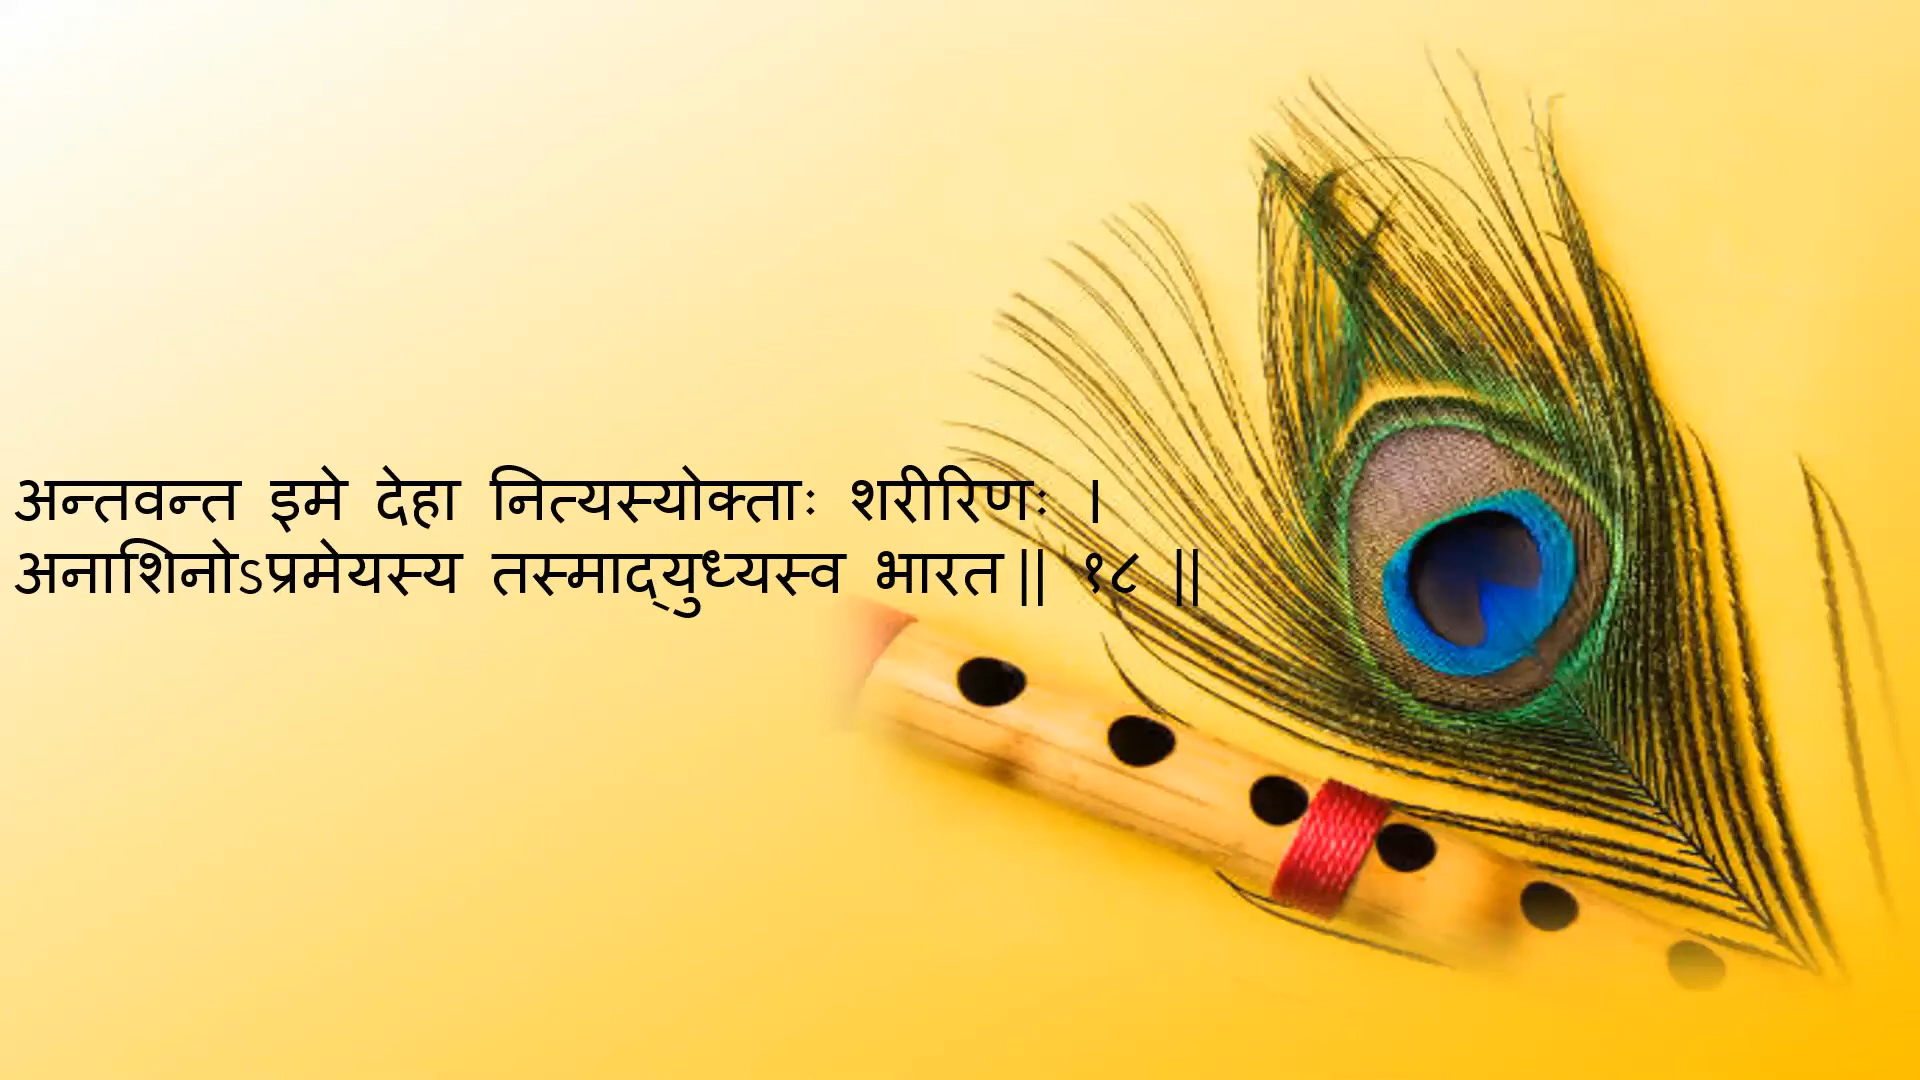 अन्तवन्त इमे देहा नित्यस्योक्ताः शरीरिणः ।
अनाशिनोऽप्रमेयस्य तस्माद्‌युध्यस्व भारत || १८ ||